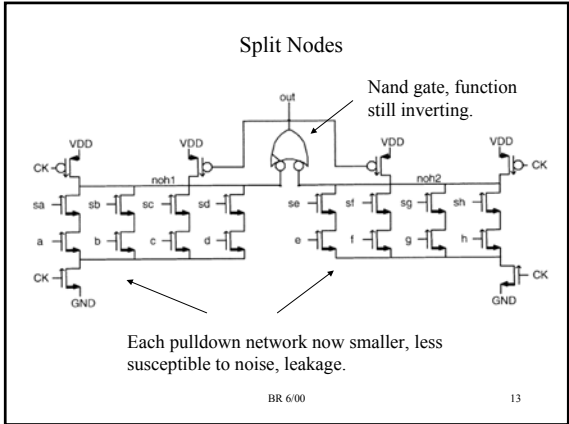 Split Nodes
Nand gate, function
still inverting.
out
VDD VDD VDD VDD
CK CK
noh1 noh2
sa sb sc sd se sf sg sh
a b c d e f g h
CK CK
GND GND
Each pulldown network now smaller, less
susceptible to noise, leakage.
BR 6/00 13